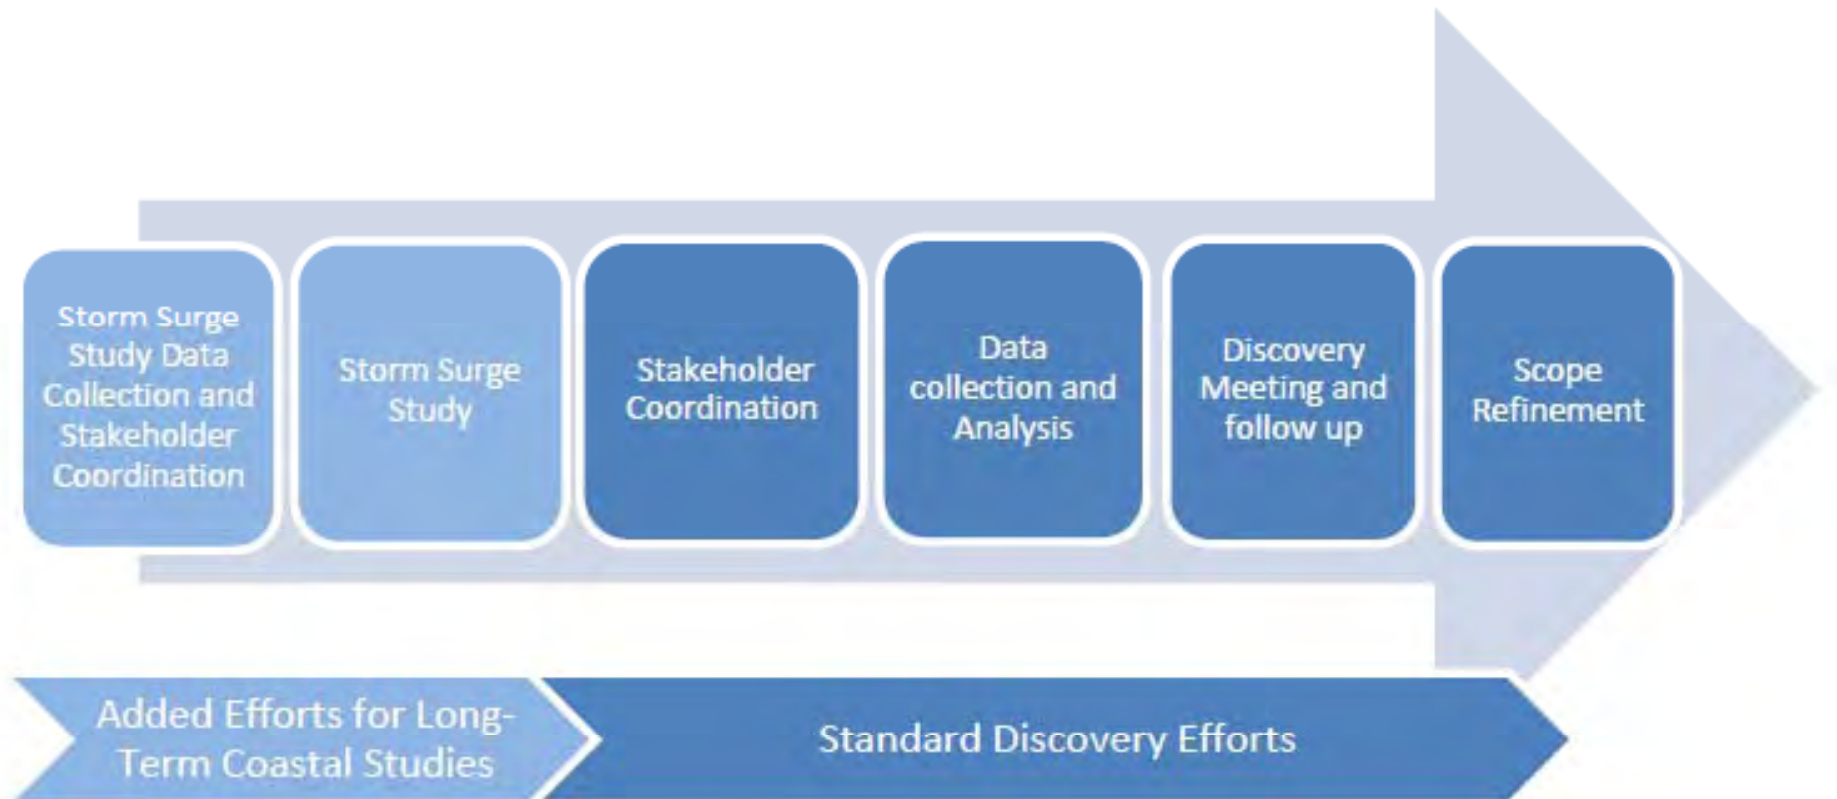 Storm Surge
Study Data
Collection and
Stakeholder
Coordination
Storm Surge
Study
Stakeholder
Coordination
Data
collection and
Analysis
Discovery
Meeting and
follow up
Scope
Refinement
Added Efforts for Long-
Term Coastal Studies
Standard Discovery Efforts